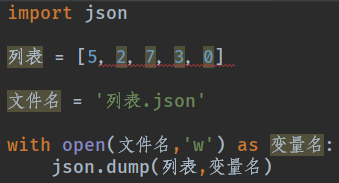 import json
列表 = [5, 2, 7, 3, 0]
文件名 = '列表.json'
with open(文件名,'w') as 变量名:
    json.dump(列表,变量名)